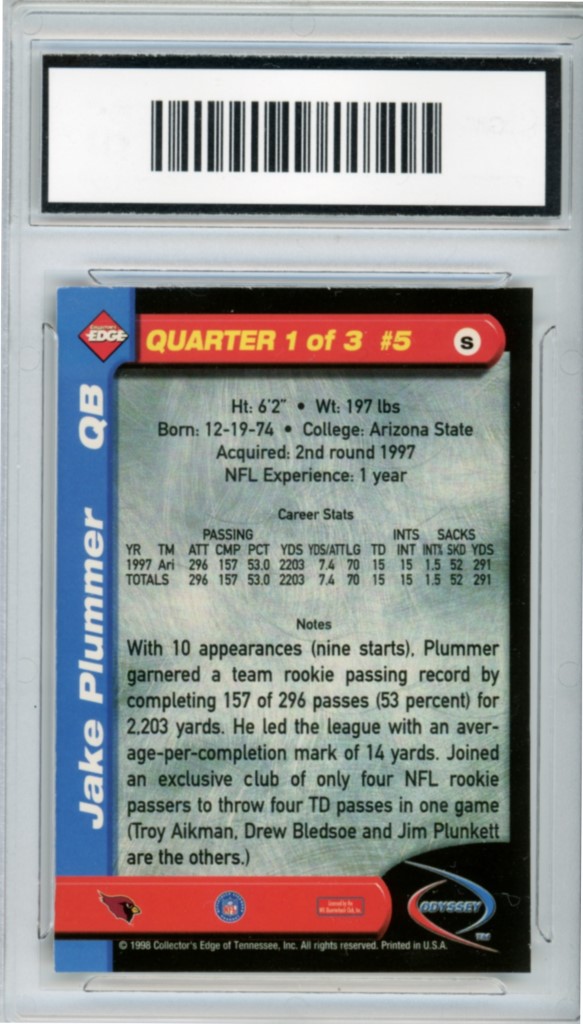 COLLECTOR'S
EDGE
QUARTER 1 of 3 #5
S
Jake Plummer QB
Ht: 6'2" • Wt: 197 lbs
Born: 12-19-74 • College: Arizona State
Acquired: 2nd round 1997
NFL Experience: 1 year
Career Stats
PASSING INTS SACKS
YR TM ATT CMP PCT YDS YDS/ATT LG TD INT INT% SKD YDS
1997 Ari 296 157 53.0 2203 7.4 70 15 15 1.5 52 291
TOTALS 296 157 53.0 2203 7.4 70 15 15 1.5 52 291
Notes
With 10 appearances (nine starts), Plummer
garnered a team rookie passing record by
completing 157 of 296 passes (53 percent) for
2,203 yards. He led the league with an aver-
age-per-completion mark of 14 yards. Joined
an exclusive club of only four NFL rookie
passers to throw four TD passes in one game
(Troy Aikman, Drew Bledsoe and Jim Plunkett
are the others.)
NFL
ODYSSEY
TM
© 1998 Collector's Edge of Tennessee, Inc. All rights reserved. Printed in U.S.A.